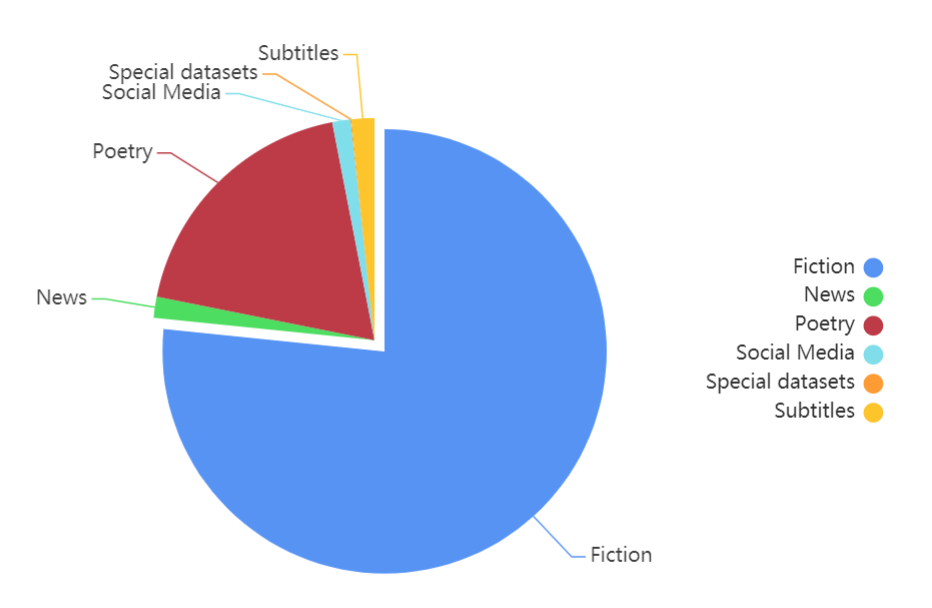 Subtitles
Special datasets
Social Media
Poetry
News
Fiction
Fiction
News
Poetry
Social Media
Special datasets
Subtitles